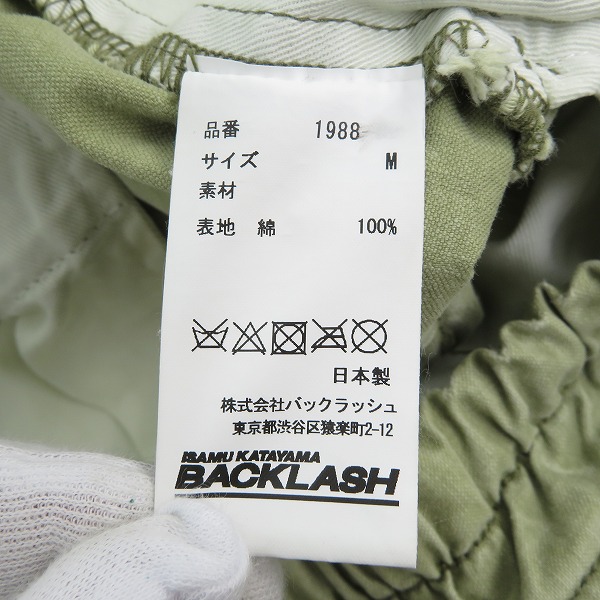 品番 1988
サイズ M
素材
表地 綿 100%
日本製
株式会社バックラッシュ
東京都渋谷区猿楽町2-12
ISAMU KATAYAMA
BACKLASH